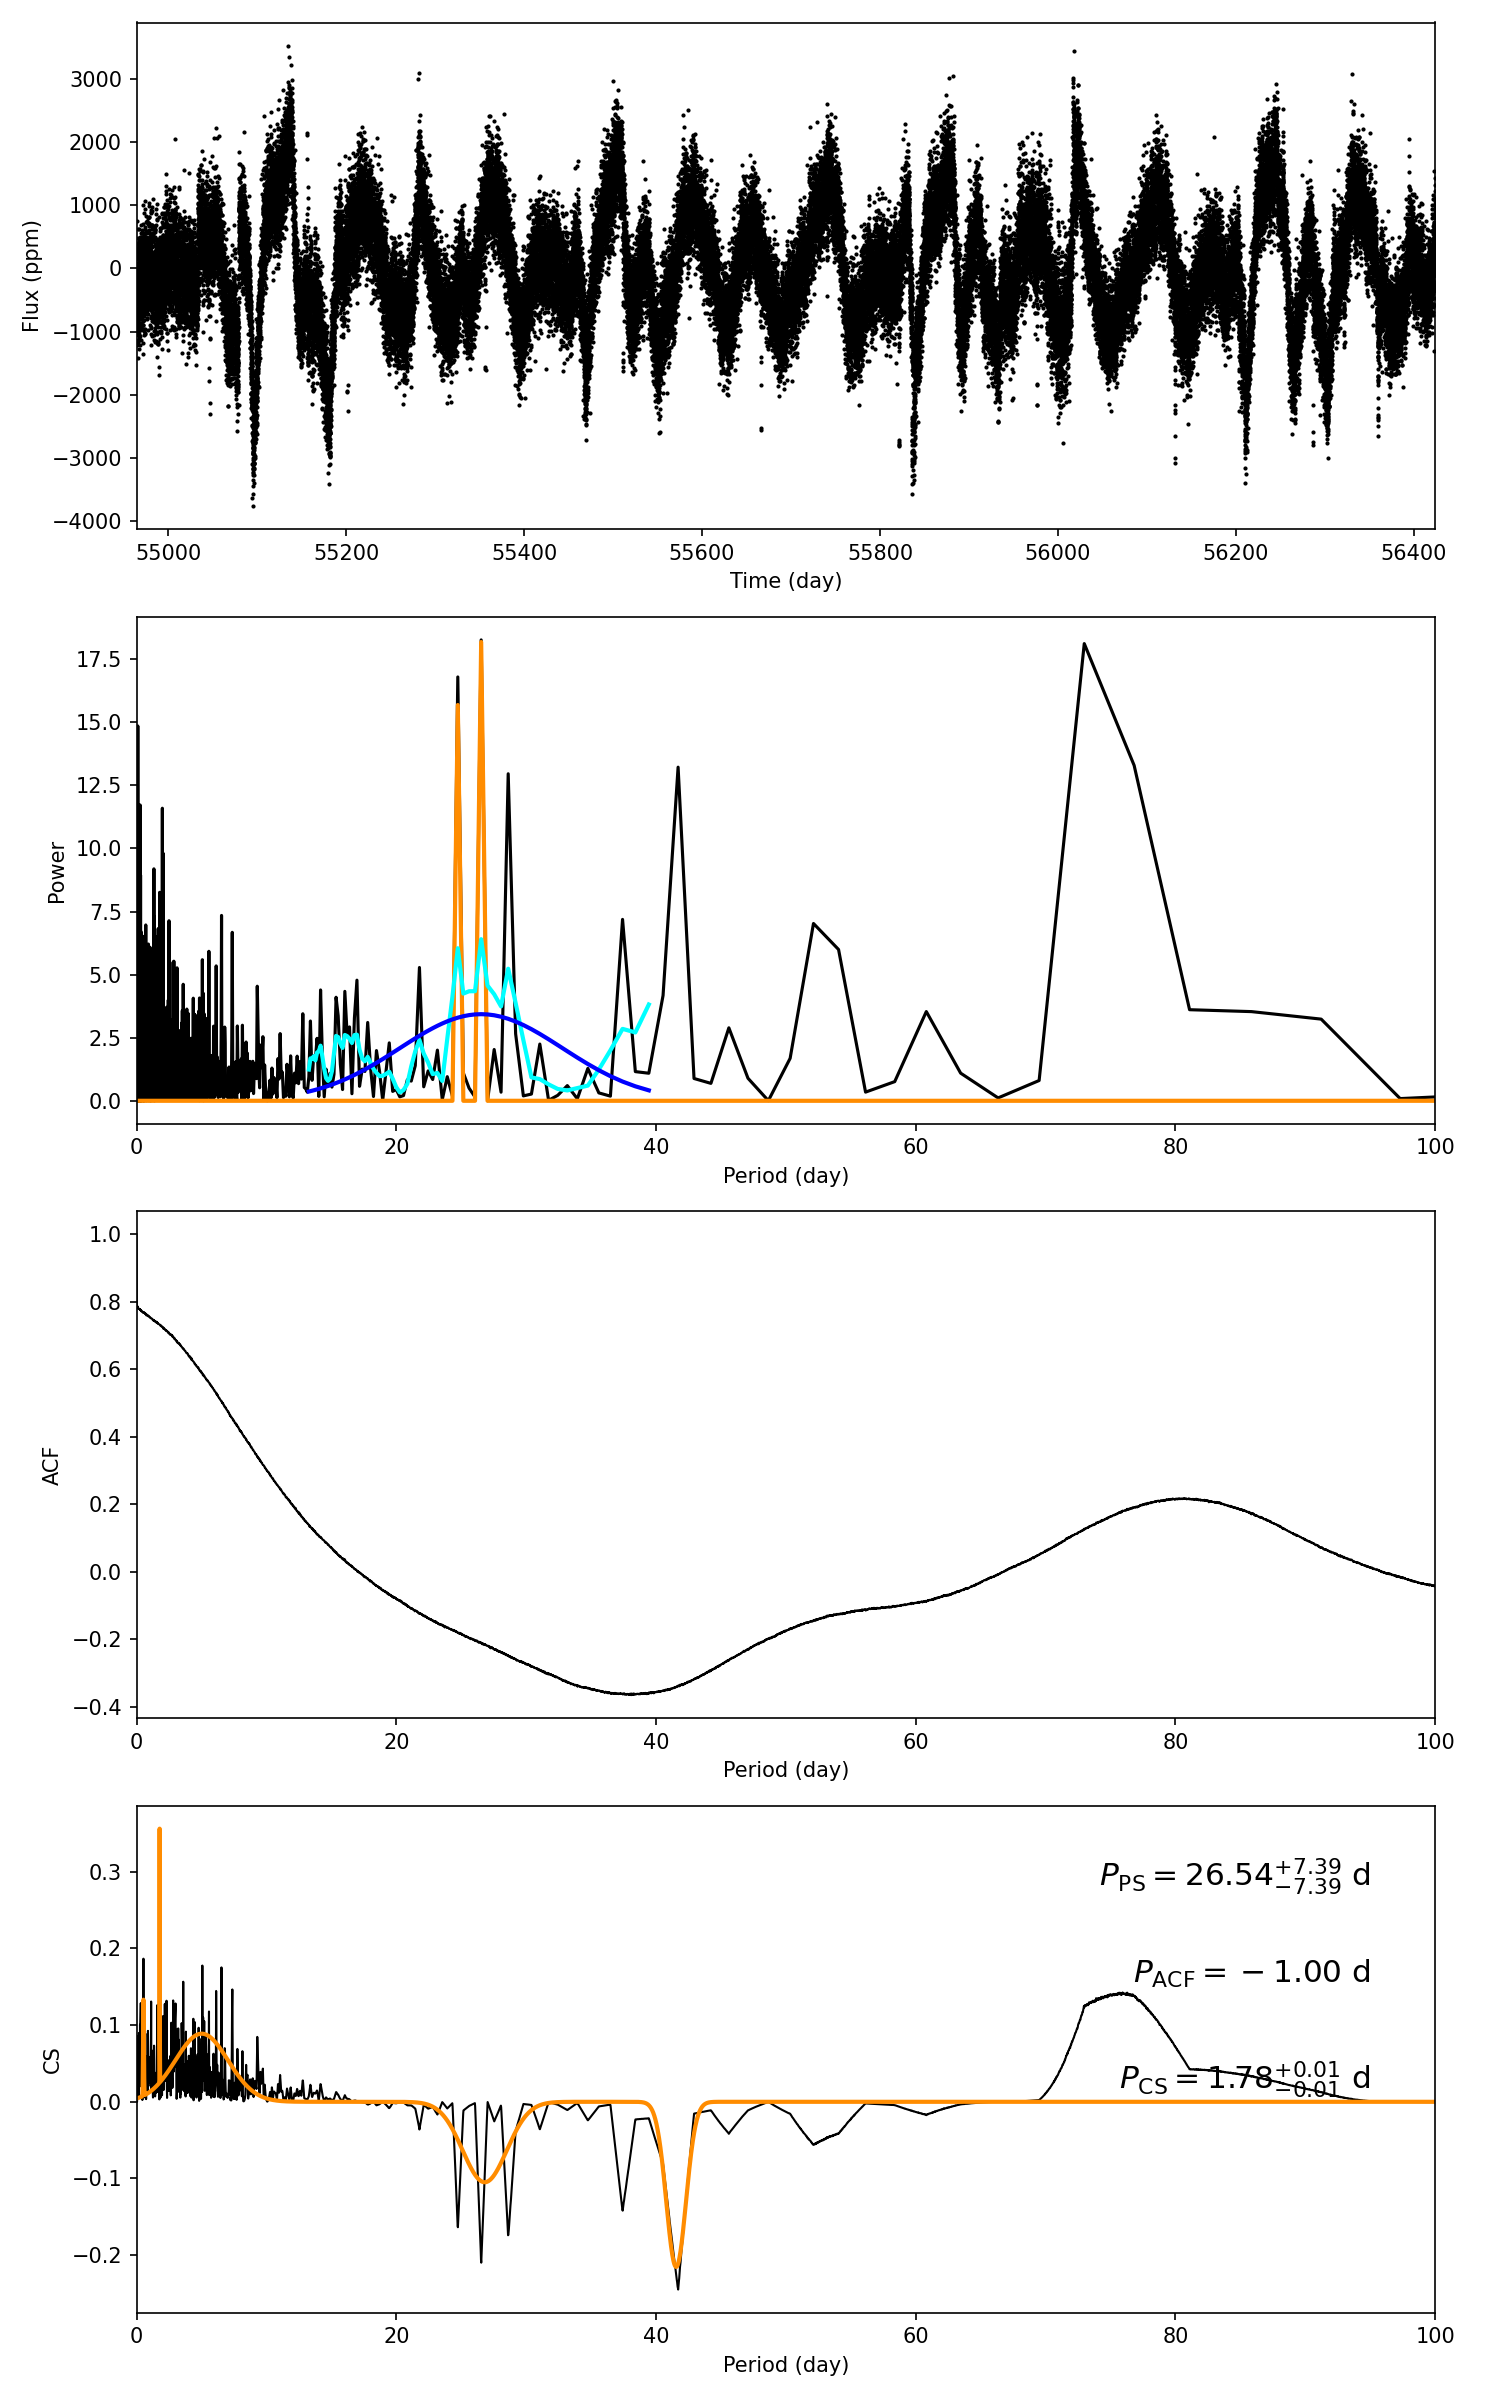 3000
2000
1000
0
−1000
−2000
−3000
−4000
Flux (ppm)
55000 55200 55400 55600 55800 56000 56200 56400
Time (day)
17.5
15.0
12.5
10.0
7.5
5.0
2.5
0.0
Power
0 20 40 60 80 100
Period (day)
1.0
0.8
0.6
0.4
0.2
0.0
−0.2
−0.4
ACF
0 20 40 60 80 100
Period (day)
0.3
0.2
0.1
0.0
−0.1
−0.2
CS
P_PS = 26.54^{+7.39}_{−7.39} d
P_ACF = −1.00 d
P_CS = 1.78^{+0.01}_{−0.01} d
0 20 40 60 80 100
Period (day)